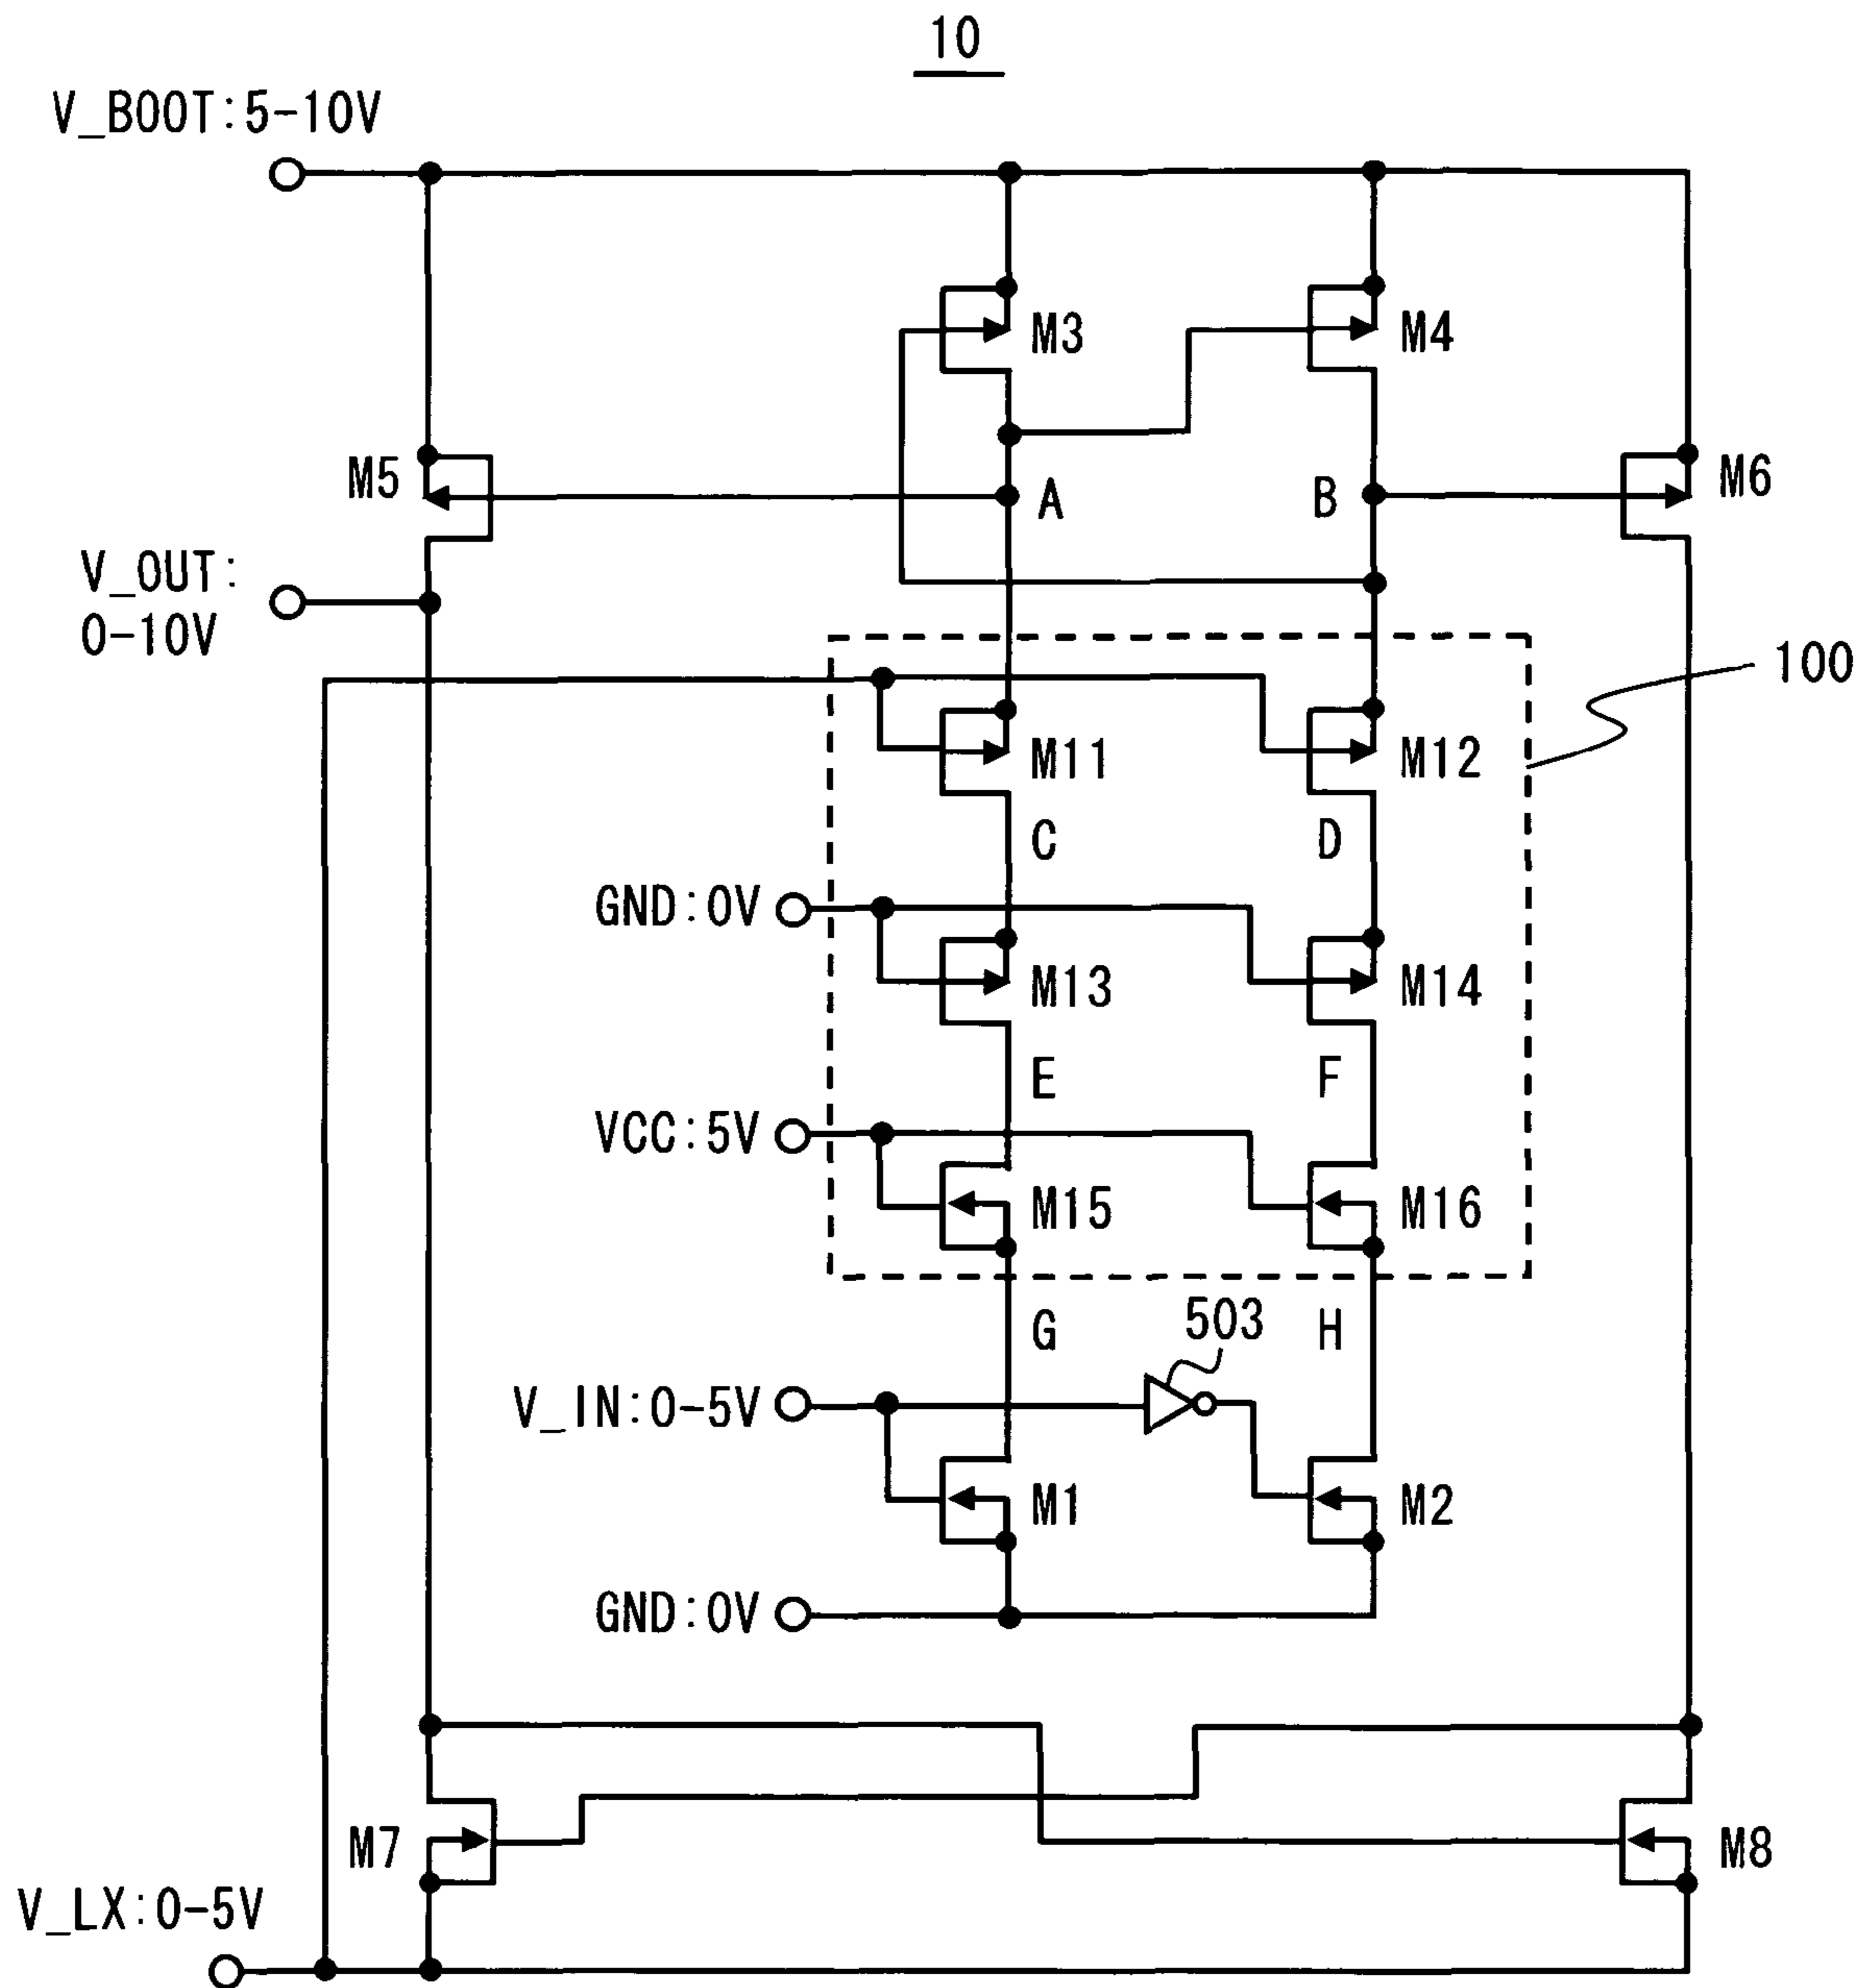 10
V_BOOT:5-10V
M3
M4
M5
A
B
M6
V_OUT:
0-10V
100
M11
M12
C
D
GND:0V
M13
M14
E
F
VCC:5V
M15
M16
G
503
H
V_IN:0-5V
M1
M2
GND:0V
M7
M8
V_LX:0-5V